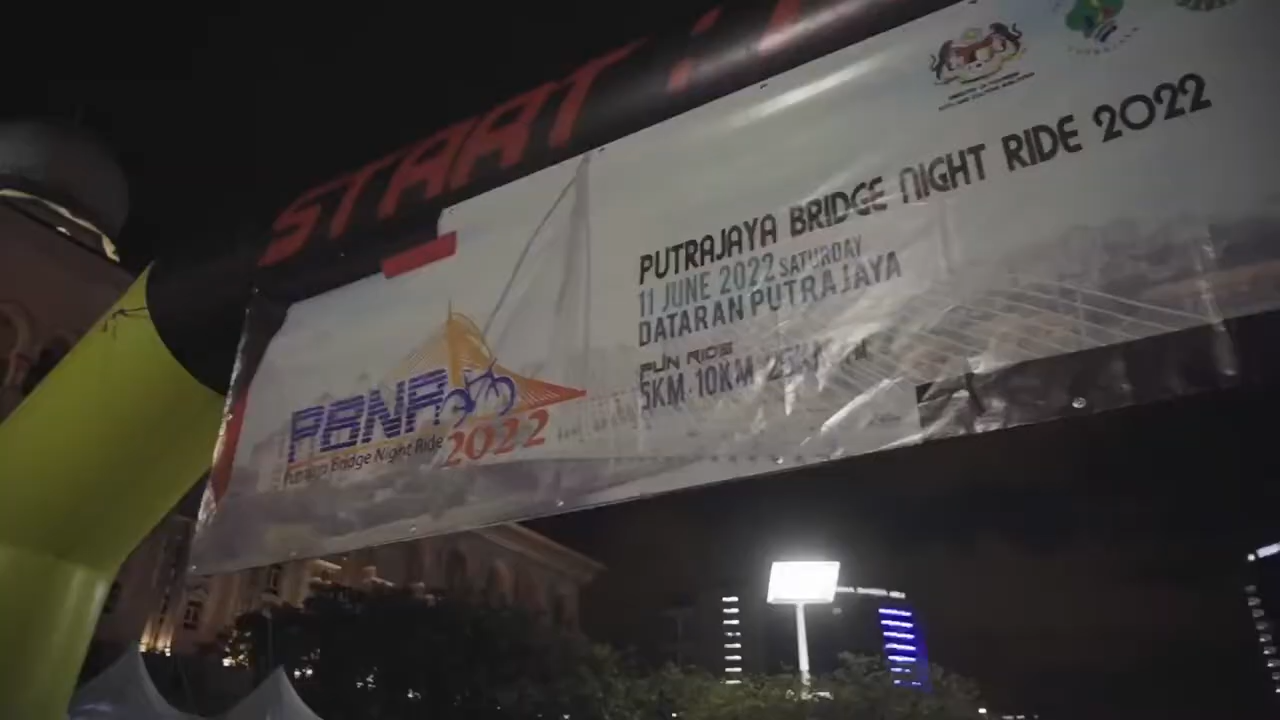 START
PUTRAJAYA BRIDGE NIGHT RIDE 2022
11 JUNE 2022 SATURDAY
DATARAN PUTRAJAYA
FUN RIDE
5KM 10KM
PBNR
2022
Putrajaya Bridge Night Ride
PUTRAJAYA